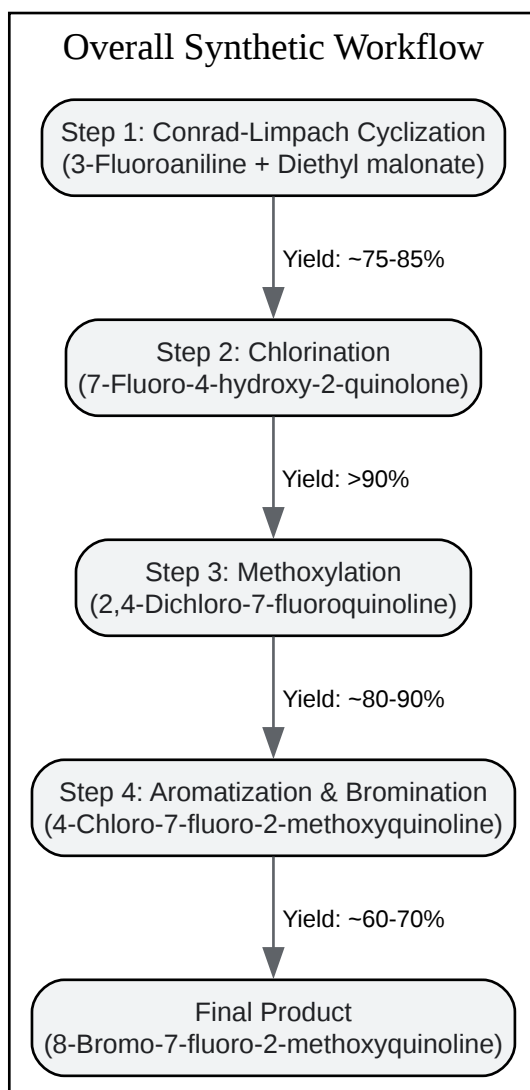 Overall Synthetic Workflow
Step 1: Conrad-Limpach Cyclization
(3-Fluoroaniline + Diethyl malonate)
Yield: ~75-85%
Step 2: Chlorination
(7-Fluoro-4-hydroxy-2-quinolone)
Yield: >90%
Step 3: Methoxylation
(2,4-Dichloro-7-fluoroquinoline)
Yield: ~80-90%
Step 4: Aromatization & Bromination
(4-Chloro-7-fluoro-2-methoxyquinoline)
Yield: ~60-70%
Final Product
(8-Bromo-7-fluoro-2-methoxyquinoline)